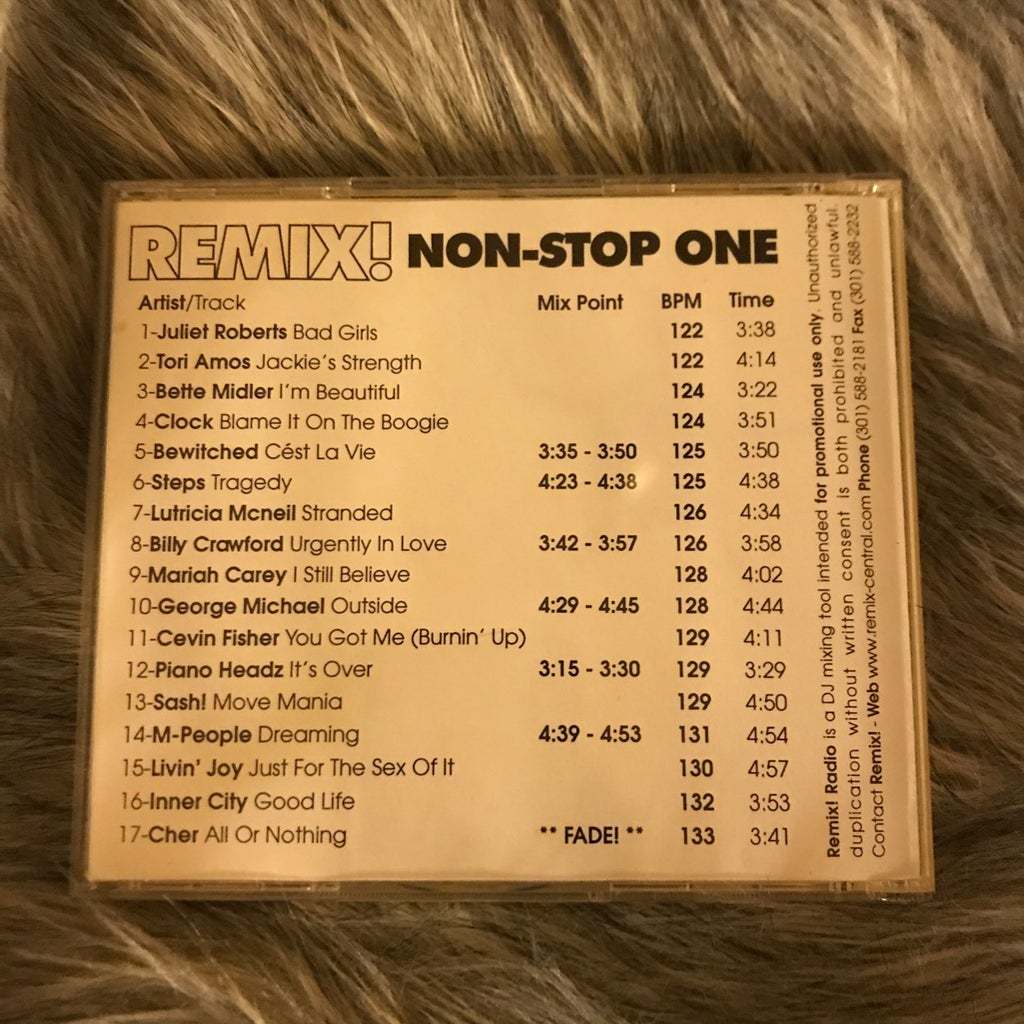 REMIX! NON-STOP ONE
Artist/Track Mix Point BPM Time
1-Juliet Roberts Bad Girls 122 3:38
2-Tori Amos Jackie's Strength 122 4:14
3-Bette Midler I'm Beautiful 124 3:22
4-Clock Blame It On The Boogie 124 3:51
5-Bewitched Cést La Vie 3:35 - 3:50 125 3:50
6-Steps Tragedy 4:23 - 4:38 125 4:38
7-Lutricia Mcneil Stranded 126 4:34
8-Billy Crawford Urgently In Love 3:42 - 3:57 126 3:58
9-Mariah Carey I Still Believe 128 4:02
10-George Michael Outside 4:29 - 4:45 128 4:44
11-Cevin Fisher You Got Me (Burnin' Up) 129 4:11
12-Piano Headz It's Over 3:15 - 3:30 129 3:29
13-Sash! Move Mania 129 4:50
14-M-People Dreaming 4:39 - 4:53 131 4:54
15-Livin' Joy Just For The Sex Of It 130 4:57
16-Inner City Good Life 132 3:53
17-Cher All Or Nothing ** FADE! ** 133 3:41
Remix! Radio is a DJ mixing tool intended for promotional use only. Unauthorized
duplication without written consent is both prohibited and unlawful.
Contact Remix! - Web www.remix-central.com Phone (301) 588-2181 Fax (301) 588-2232